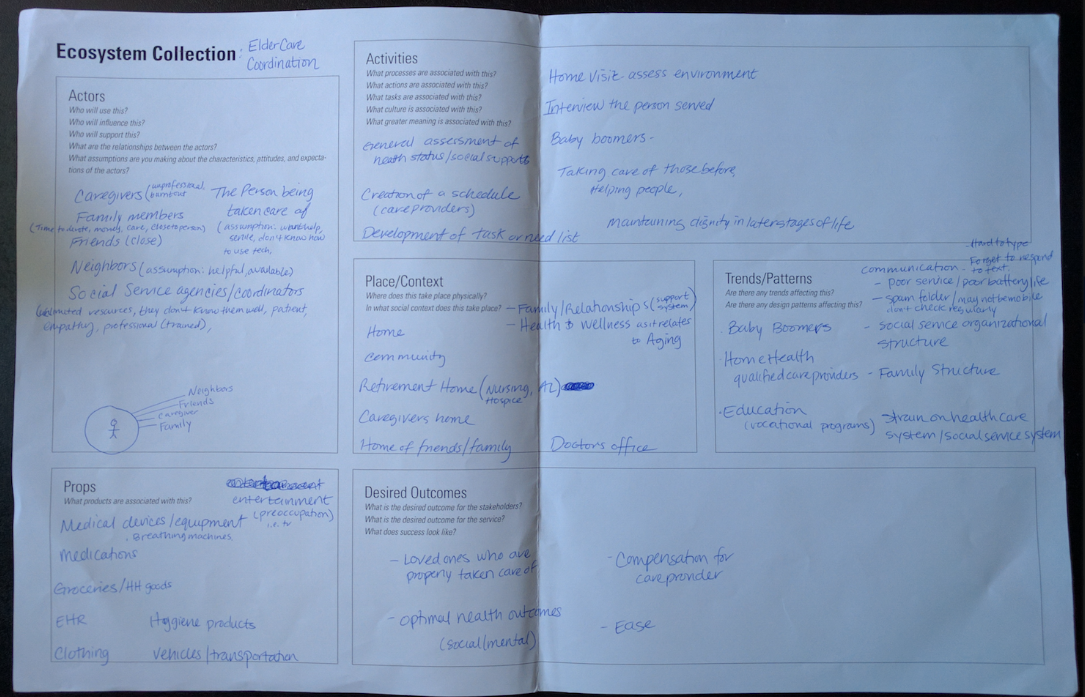 Ecosystem Collection: ElderCare
Coordination
Actors
Who will use this?
Who will influence this?
Who will support this?
What are the relationships between the actors?
What assumptions are you making about the characteristics, attitudes, and expecta-
tions of the actors?
Caregivers (unprofessional,
burntout
Family members
(Time to donate, money, care, close to person)
Friends (close)
The Person being
taken care of
(assumption: want help,
senile, don't know how
to use tech,
Neighbors (assumption: helpful, available)
Social Service agencies/coordinators
(Limited resources, they don't know them well, patient,
empathy, professional (trained),
Neighbors
Friends
caregiver
Family
Activities
What processes are associated with this?
What actions are associated with this?
What tasks are associated with this?
What culture is associated with this?
What greater meaning is associated with this?
General assessment of
health status/social supports
Creation of a schedule
(care providers)
Development of task or need list
Home Visit - assess environment
Interview the person served
Baby boomers -
Taking care of those before,
Helping people,
maintaining dignity in later stages of life
Place/Context
Where does this take place physically?
In what social context does this take place?
Home
Community
Retirement Home (Nursing, AL)
Hospice
Caregivers home
Home of friends/family
- Family/Relationships (support
system)
- Health & Wellness as it relates
to Aging
Doctors office
Trends/Patterns
Are there any trends affecting this?
Are there any design patterns affecting this?
Baby Boomers
Home Health
qualified care providers
Education
(vocational programs)
Hard to type
Forget to respond
to text.
communication -
- poor service/poor battery life
- spam folder/may not be mobile
don't check regularly
- social service organizational
structure
- Family Structure
- strain on health care
system/social service system
Props
What products are associated with this?
entertainment
(preoccupation)
i.e. tv
Medical devices/equipment
. Breathing machines.
Medications
Groceries/HH goods
EHR
Hygiene products
Clothing
vehicles/transportation
Desired Outcomes
What is the desired outcome for the stakeholders?
What is the desired outcome for the service?
What does success look like?
- Loved ones who are
properly taken care of
- optimal health outcomes
(social/mental)
- Compensation for
care provider
- Ease